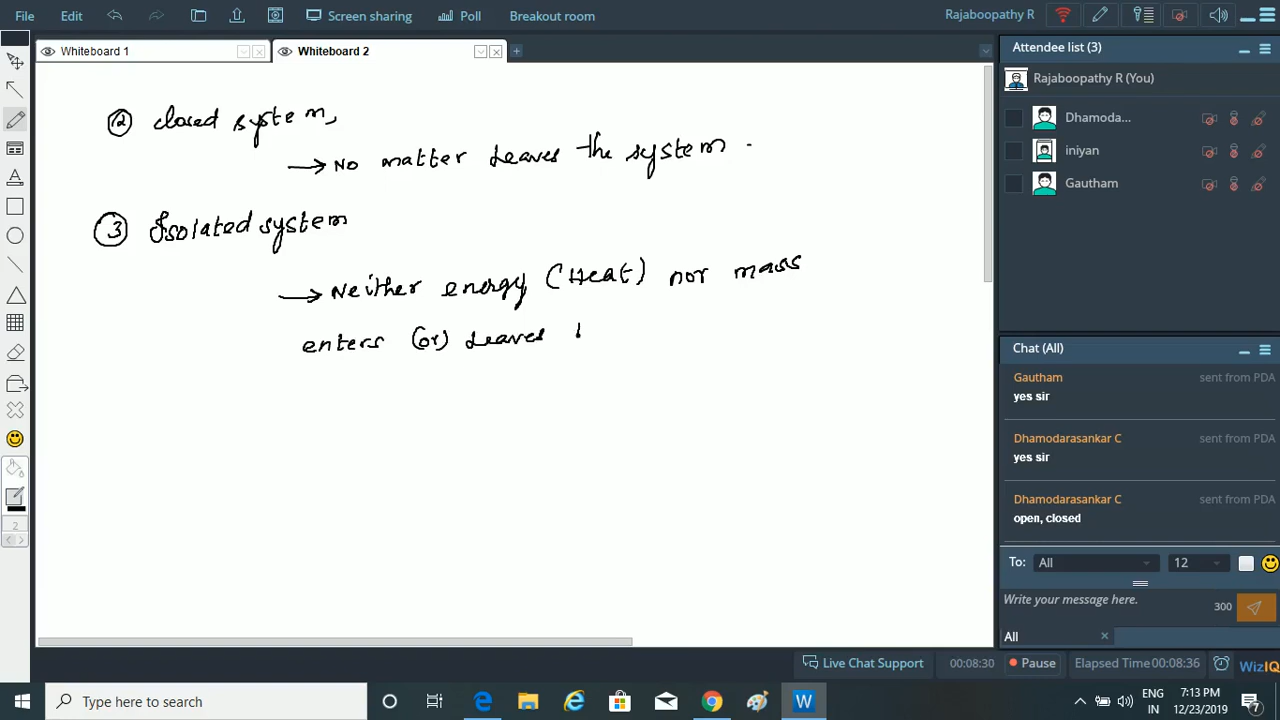 File Edit Screen sharing Poll Breakout room Rajaboopathy R
Whiteboard 1 Whiteboard 2
② closed system,
→ No matter Leaves the system.
③ Isolated system
→ Neither energy (Heat) nor mass
enters (or) Leaves
2
Attendee list (3)
Rajaboopathy R (You)
Dhamoda...
iniyan
Gautham
Chat (All)
Gautham sent from PDA
yes sir
Dhamodarasankar C sent from PDA
yes sir
Dhamodarasankar C sent from PDA
open, closed
To: All 12
Write your message here. 300
All
Live Chat Support 00:08:30 Pause Elapsed Time 00:08:36 WizIQ
Type here to search
W
ENG 7:13 PM
IN 12/23/2019
7